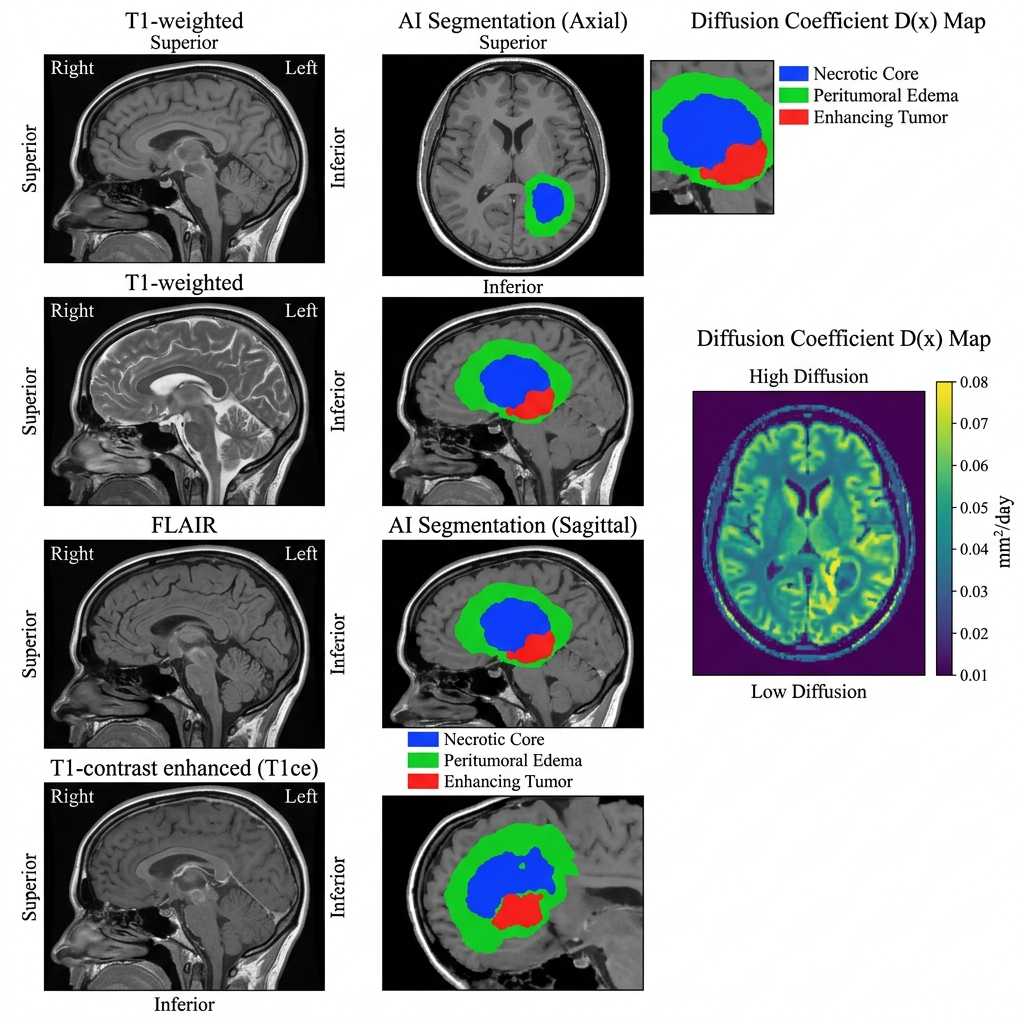 T1-weighted
Superior
Right
Left
Superior
Inferior
T1-weighted
Right
Left
Superior
Inferior
FLAIR
Right
Left
Superior
Inferior
T1-contrast enhanced (T1ce)
Right
Left
Superior
Inferior
Inferior
AI Segmentation (Axial)
Superior
Inferior
AI Segmentation (Sagittal)
Necrotic Core
Peritumoral Edema
Enhancing Tumor
Diffusion Coefficient D(x) Map
Necrotic Core
Peritumoral Edema
Enhancing Tumor
Diffusion Coefficient D(x) Map
High Diffusion
0.08
0.07
0.06
0.05
0.04
0.03
0.02
0.01
mm²/day
Low Diffusion